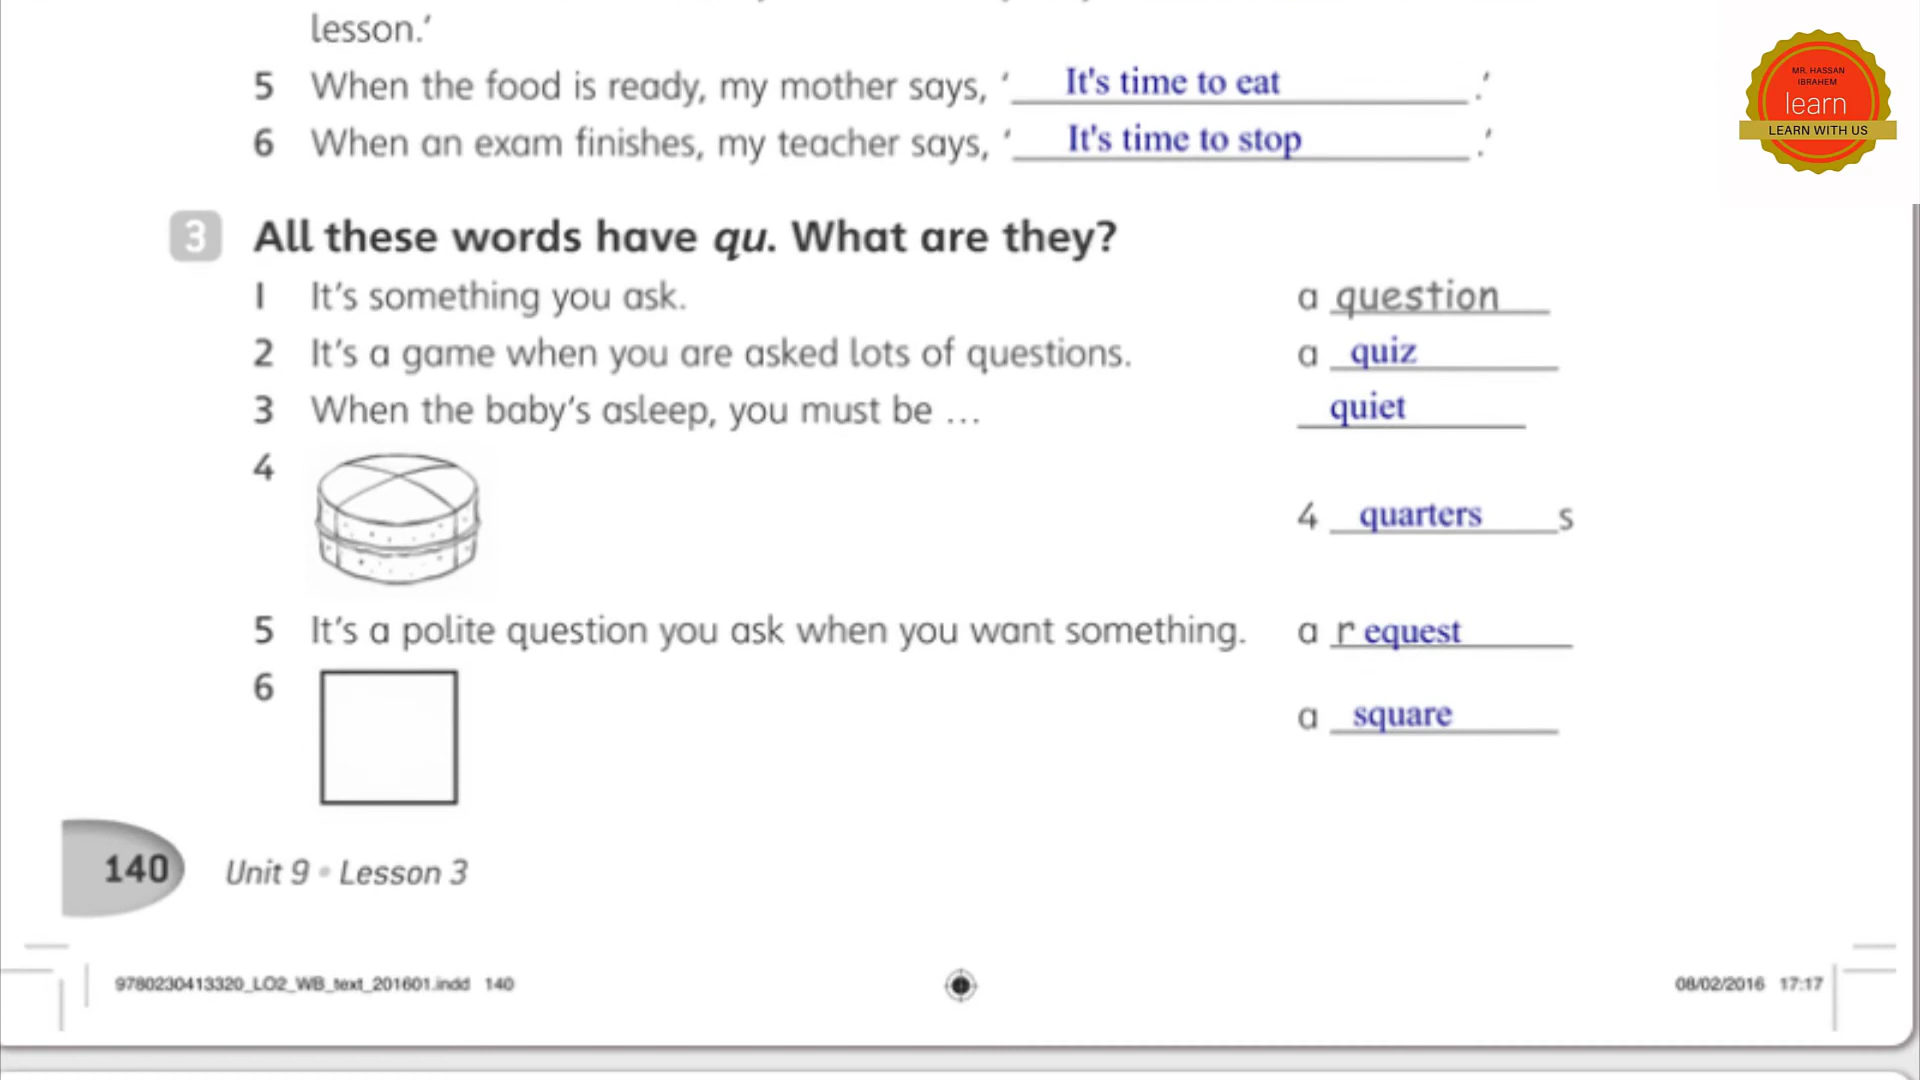 lesson.’
5 When the food is ready, my mother says, ‘ It's time to eat .’
6 When an exam finishes, my teacher says, ‘ It's time to stop .’
3 All these words have qu. What are they?
1 It’s something you ask. a question
2 It’s a game when you are asked lots of questions. a quiz
3 When the baby’s asleep, you must be … quiet
4 4 quarters s
5 It’s a polite question you ask when you want something. a r equest
6 a square
140 Unit 9 • Lesson 3
9780230413320_LO2_WB_text_201601.indd 140 08/02/2016 17:17
MR. HASSAN
IBRAHEM
learn
LEARN WITH US